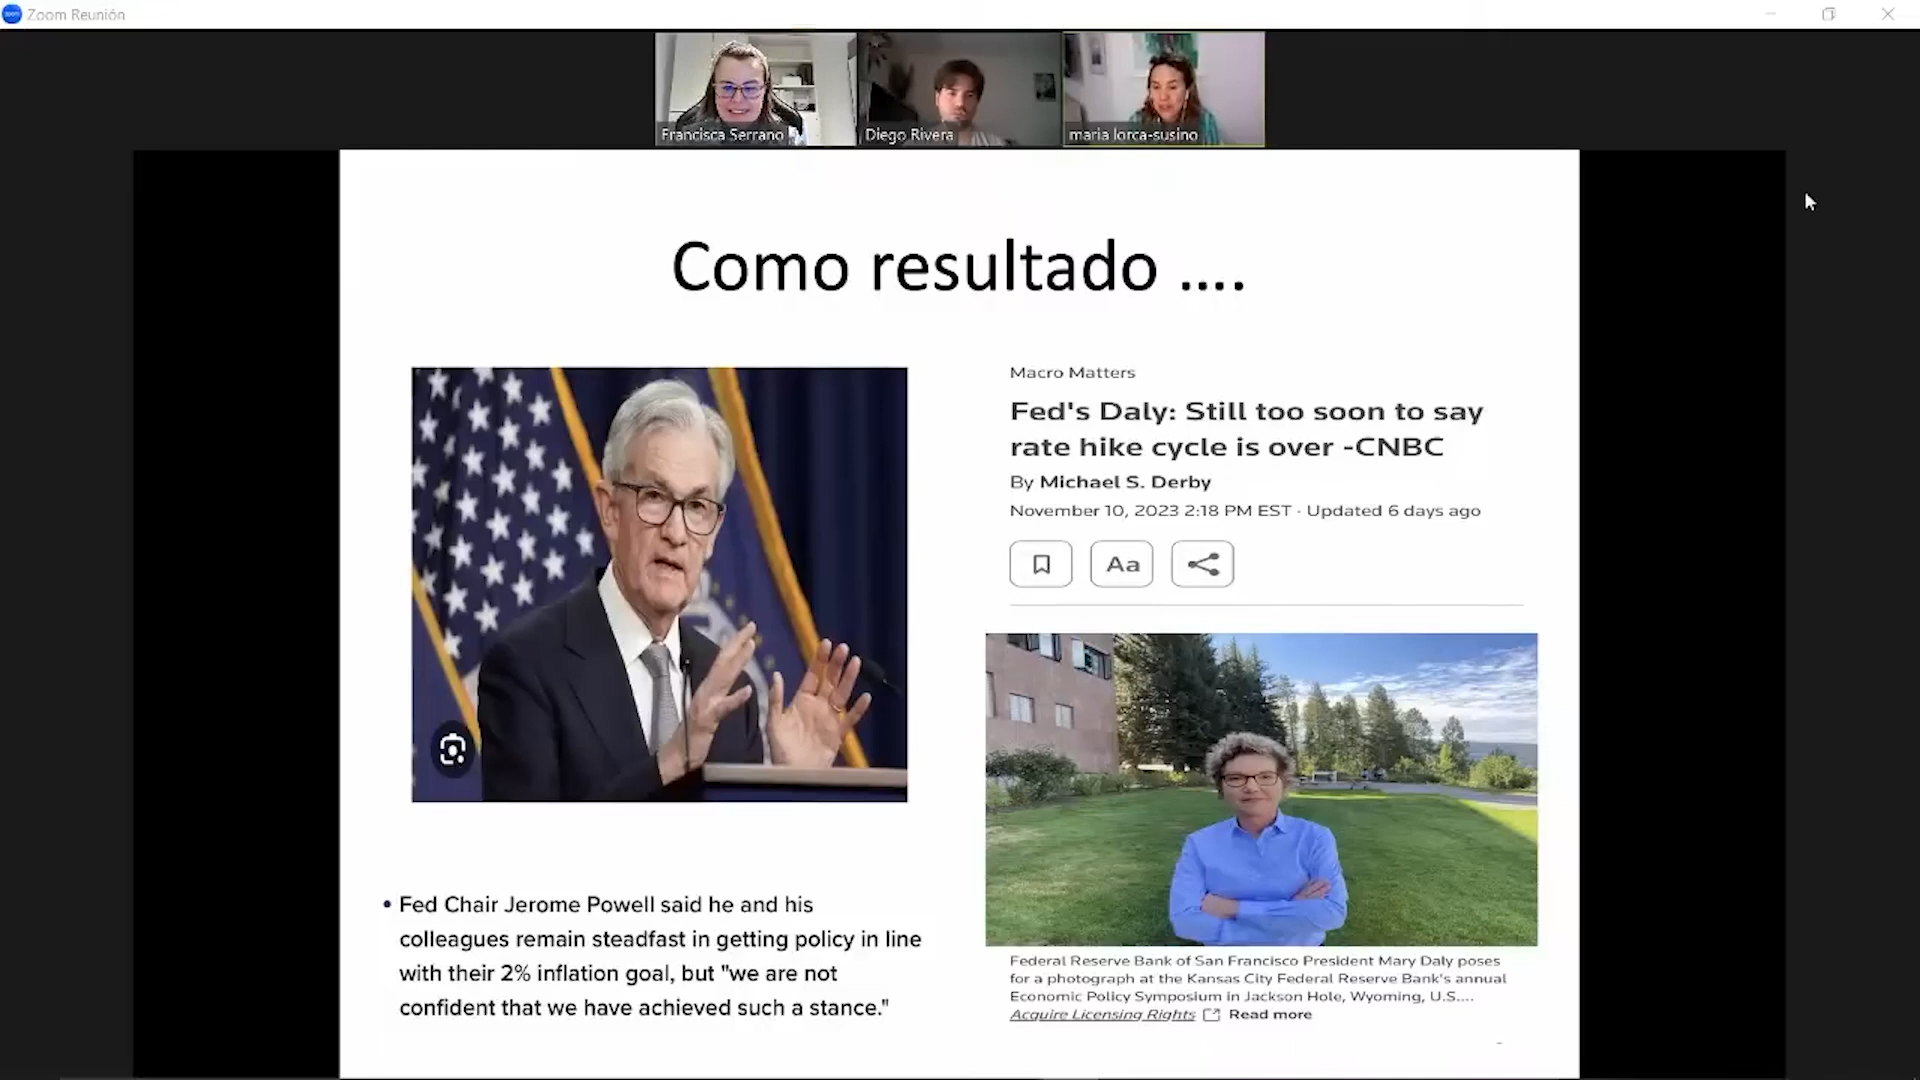 Zoom Reunión
Francisca Serrano
Diego Rivera
maria lorca-susino
Como resultado ....
Macro Matters
Fed's Daly: Still too soon to say
rate hike cycle is over -CNBC
By Michael S. Derby
November 10, 2023 2:18 PM EST · Updated 6 days ago
Aa
• Fed Chair Jerome Powell said he and his
colleagues remain steadfast in getting policy in line
with their 2% inflation goal, but "we are not
confident that we have achieved such a stance."
Federal Reserve Bank of San Francisco President Mary Daly poses
for a photograph at the Kansas City Federal Reserve Bank's annual
Economic Policy Symposium in Jackson Hole, Wyoming, U.S....
Acquire Licensing Rights Read more